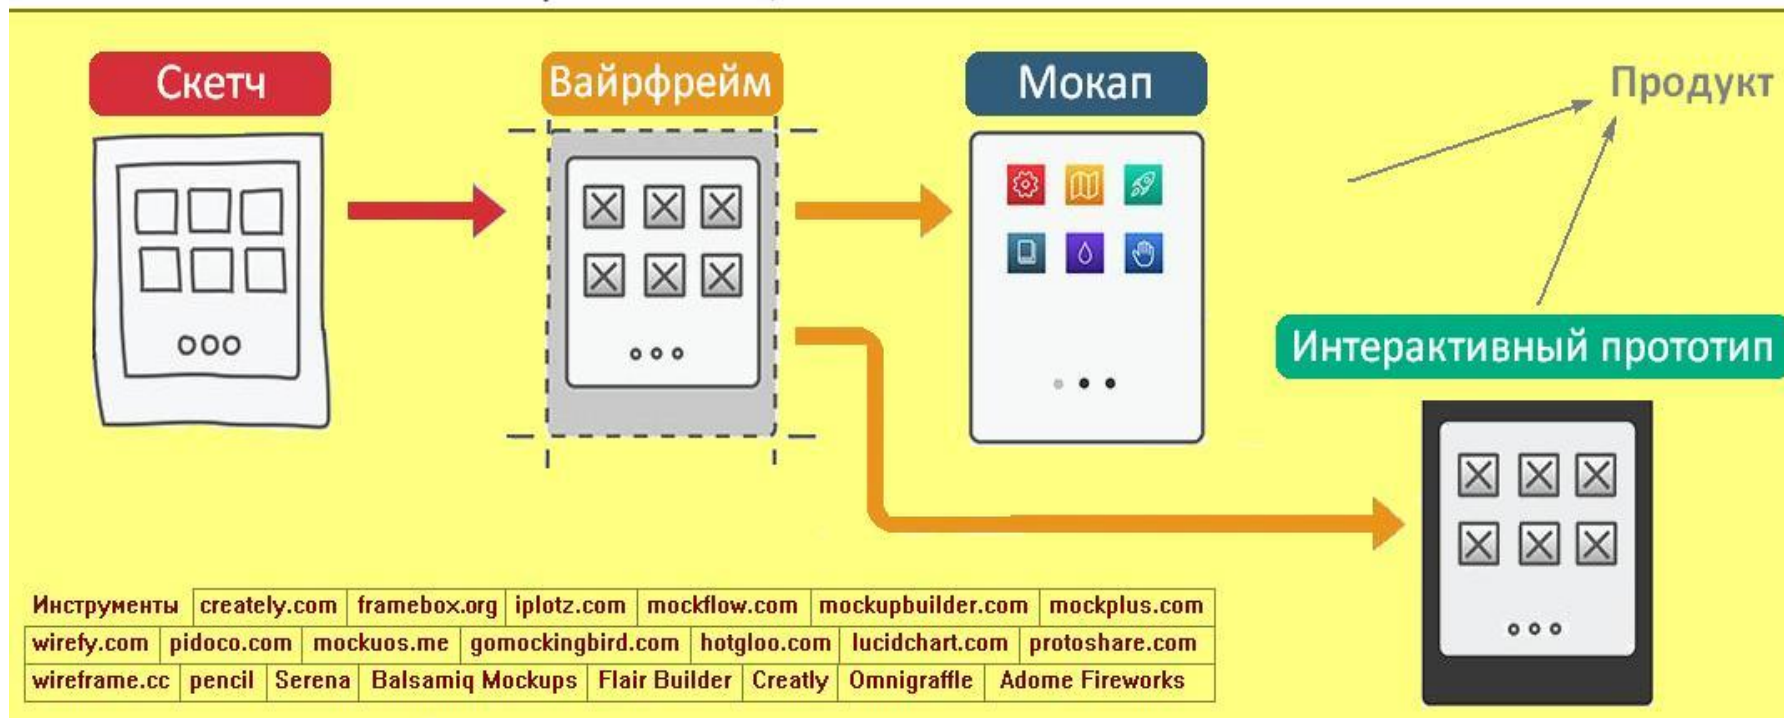 Скетч
Вайрфрейм
Мокап
Продукт
Интерактивный прототип
Инструменты creately.com framebox.org iplotz.com mockflow.com mockupbuilder.com mockplus.com
wirefy.com pidoco.com mockuos.me gomockingbird.com hotgloo.com lucidchart.com protoshare.com
wireframe.cc pencil Serena Balsamiq Mockups Flair Builder Creatly Omnigraffle Adome Fireworks